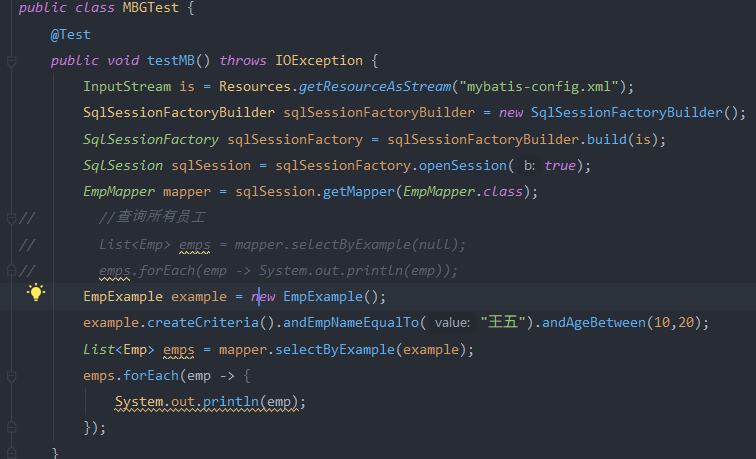 public class MBGTest {
@Test
public void testMB() throws IOException {
InputStream is = Resources.getResourceAsStream("mybatis-config.xml");
SqlSessionFactoryBuilder sqlSessionFactoryBuilder = new SqlSessionFactoryBuilder();
SqlSessionFactory sqlSessionFactory = sqlSessionFactoryBuilder.build(is);
SqlSession sqlSession = sqlSessionFactory.openSession( b: true);
EmpMapper mapper = sqlSession.getMapper(EmpMapper.class);
// //查询所有员工
// List<Emp> emps = mapper.selectByExample(null);
// emps.forEach(emp -> System.out.println(emp));
EmpExample example = new EmpExample();
example.createCriteria().andEmpNameEqualTo( value: "王五").andAgeBetween(10,20);
List<Emp> emps = mapper.selectByExample(example);
emps.forEach(emp -> {
System.out.println(emp);
});
}